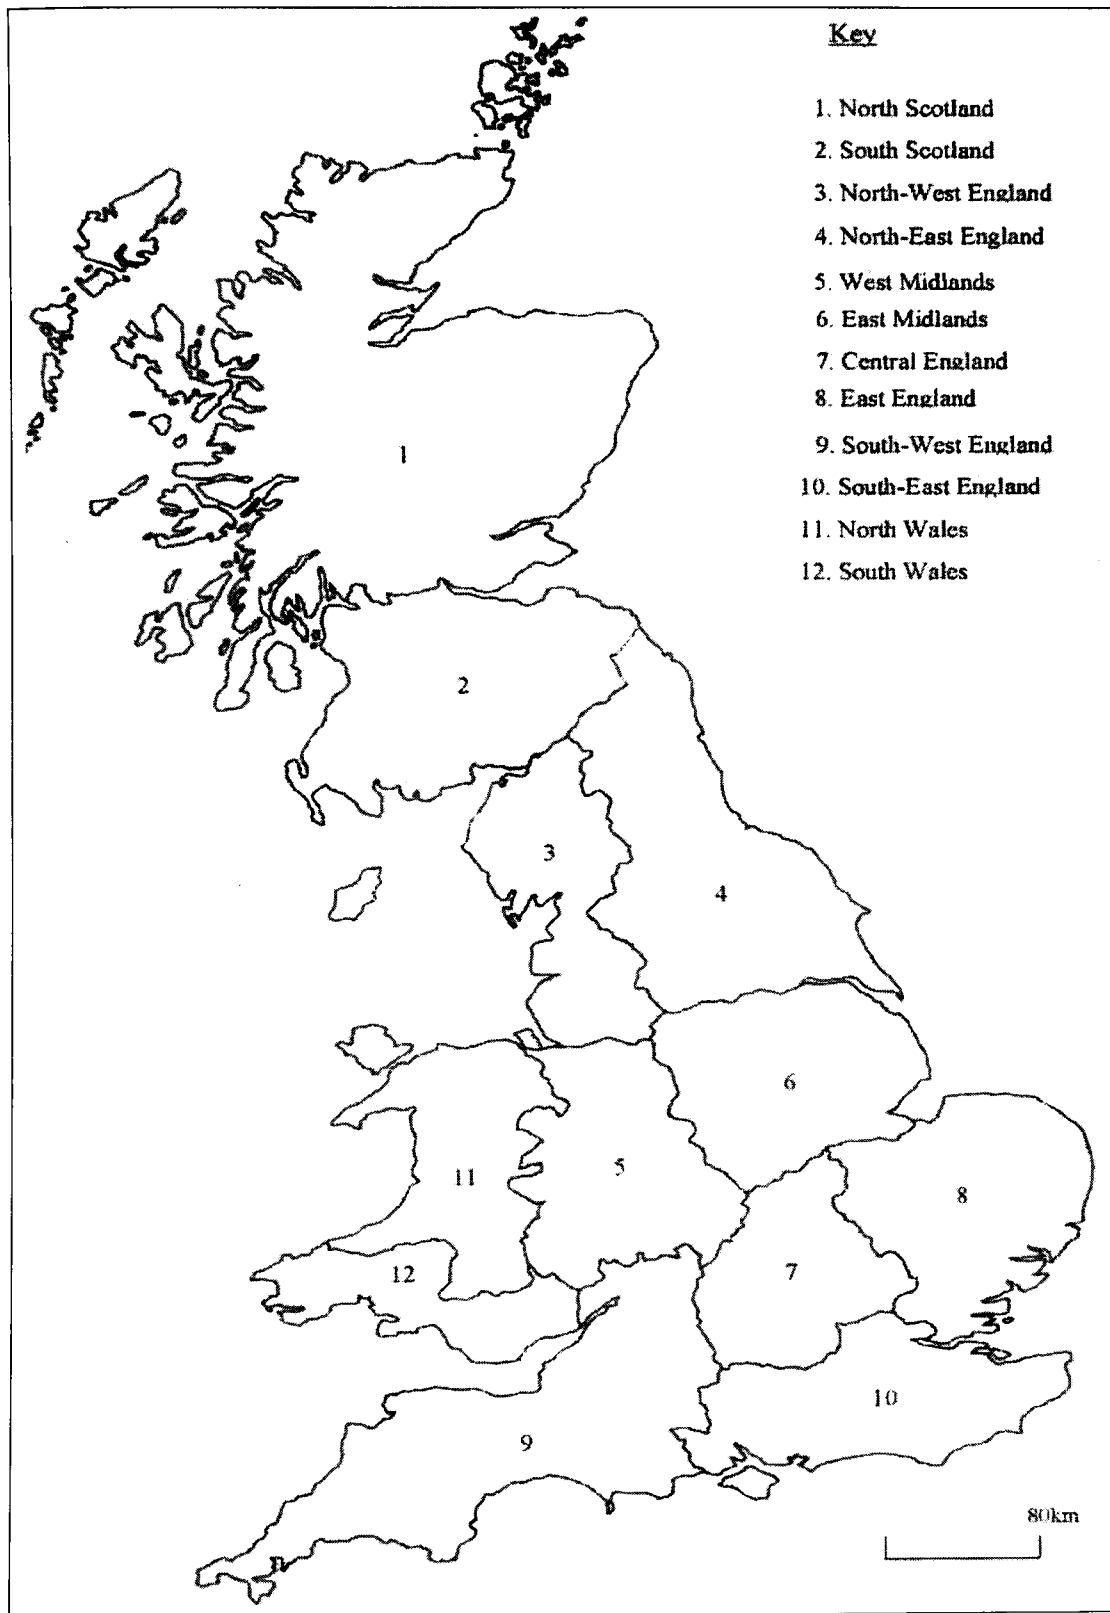 Key
1. North Scotland
2. South Scotland
3. North-West England
4. North-East England
5. West Midlands
6. East Midlands
7. Central England
8. East England
9. South-West England
10. South-East England
11. North Wales
12. South Wales
1
2
3
4
6
5
11
8
12
7
10
9
80km